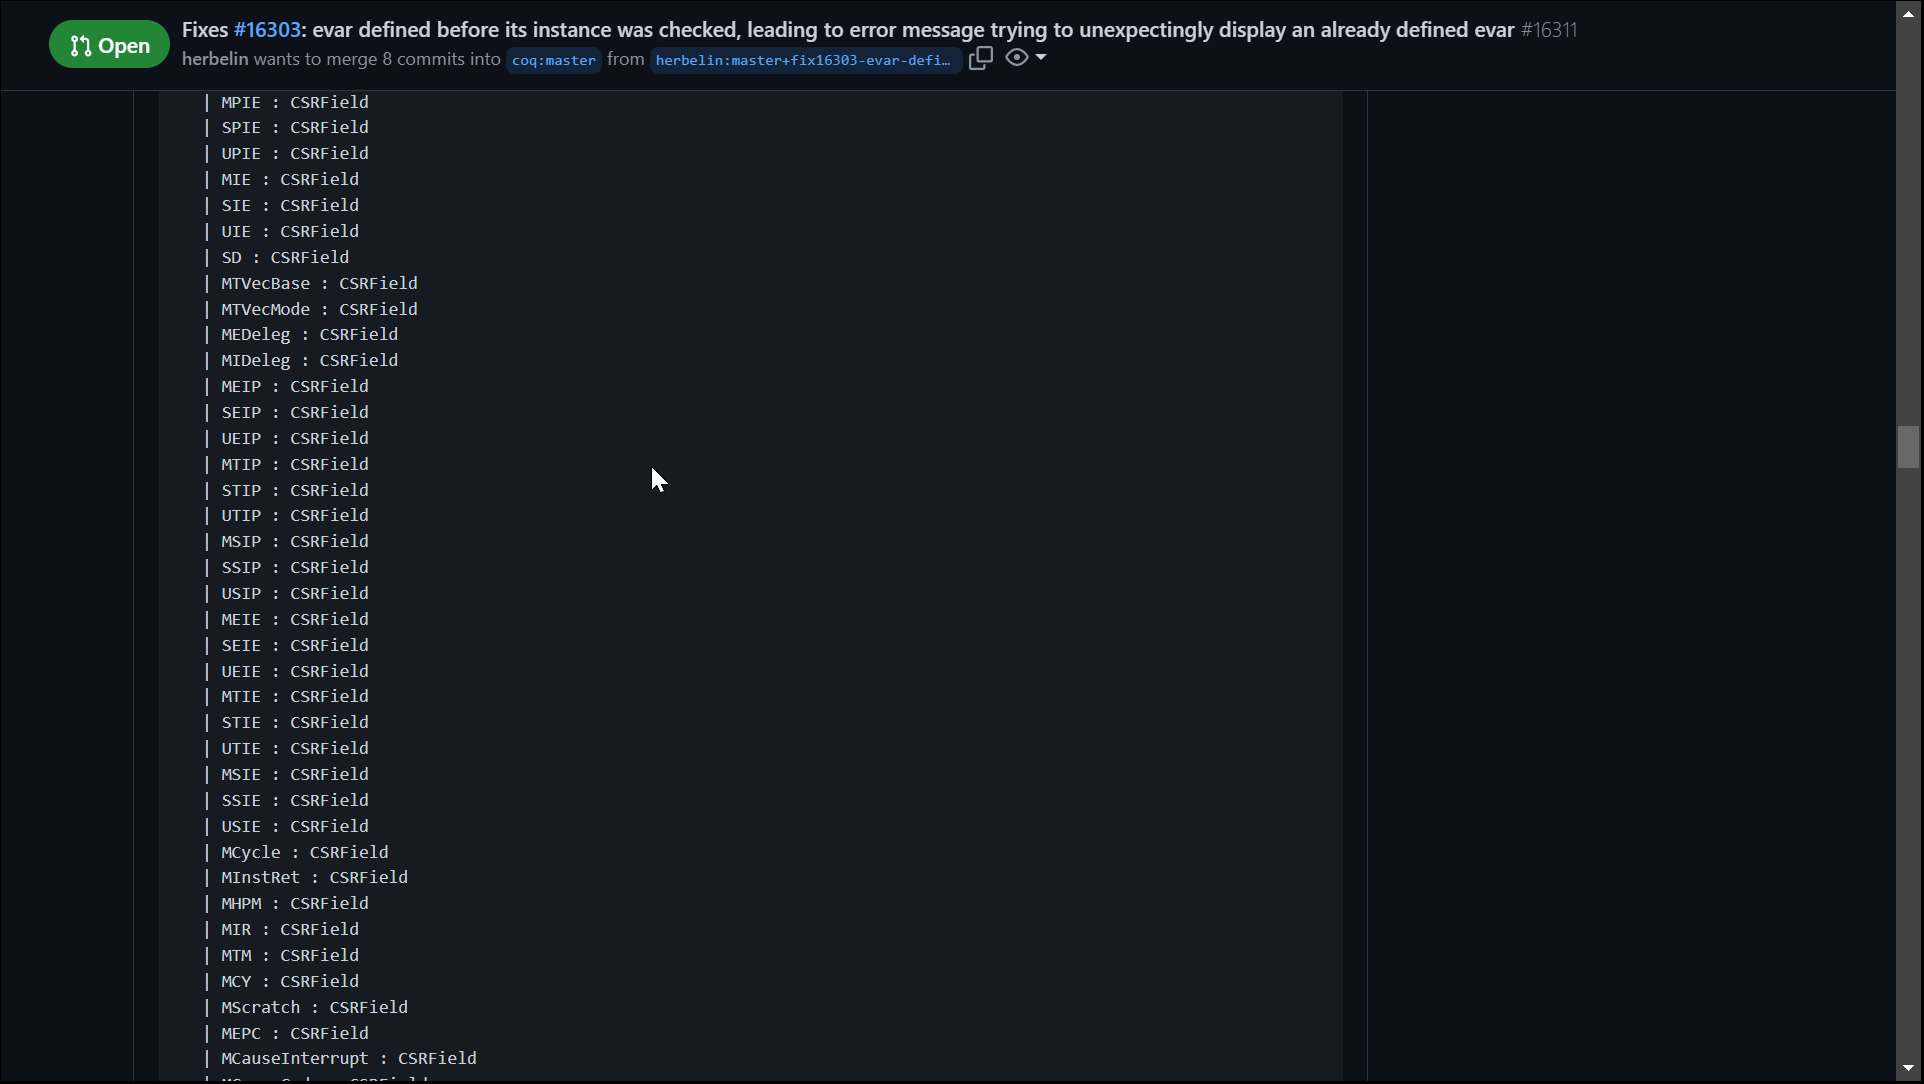 Open
Fixes #16303: evar defined before its instance was checked, leading to error message trying to unexpectingly display an already defined evar #16311
herbelin wants to merge 8 commits into coq:master from herbelin:master+fix16303-evar-defi…
| MPIE : CSRField
| SPIE : CSRField
| UPIE : CSRField
| MIE : CSRField
| SIE : CSRField
| UIE : CSRField
| SD : CSRField
| MTVecBase : CSRField
| MTVecMode : CSRField
| MEDeleg : CSRField
| MIDeleg : CSRField
| MEIP : CSRField
| SEIP : CSRField
| UEIP : CSRField
| MTIP : CSRField
| STIP : CSRField
| UTIP : CSRField
| MSIP : CSRField
| SSIP : CSRField
| USIP : CSRField
| MEIE : CSRField
| SEIE : CSRField
| UEIE : CSRField
| MTIE : CSRField
| STIE : CSRField
| UTIE : CSRField
| MSIE : CSRField
| SSIE : CSRField
| USIE : CSRField
| MCycle : CSRField
| MInstRet : CSRField
| MHPM : CSRField
| MIR : CSRField
| MTM : CSRField
| MCY : CSRField
| MScratch : CSRField
| MEPC : CSRField
| MCauseInterrupt : CSRField